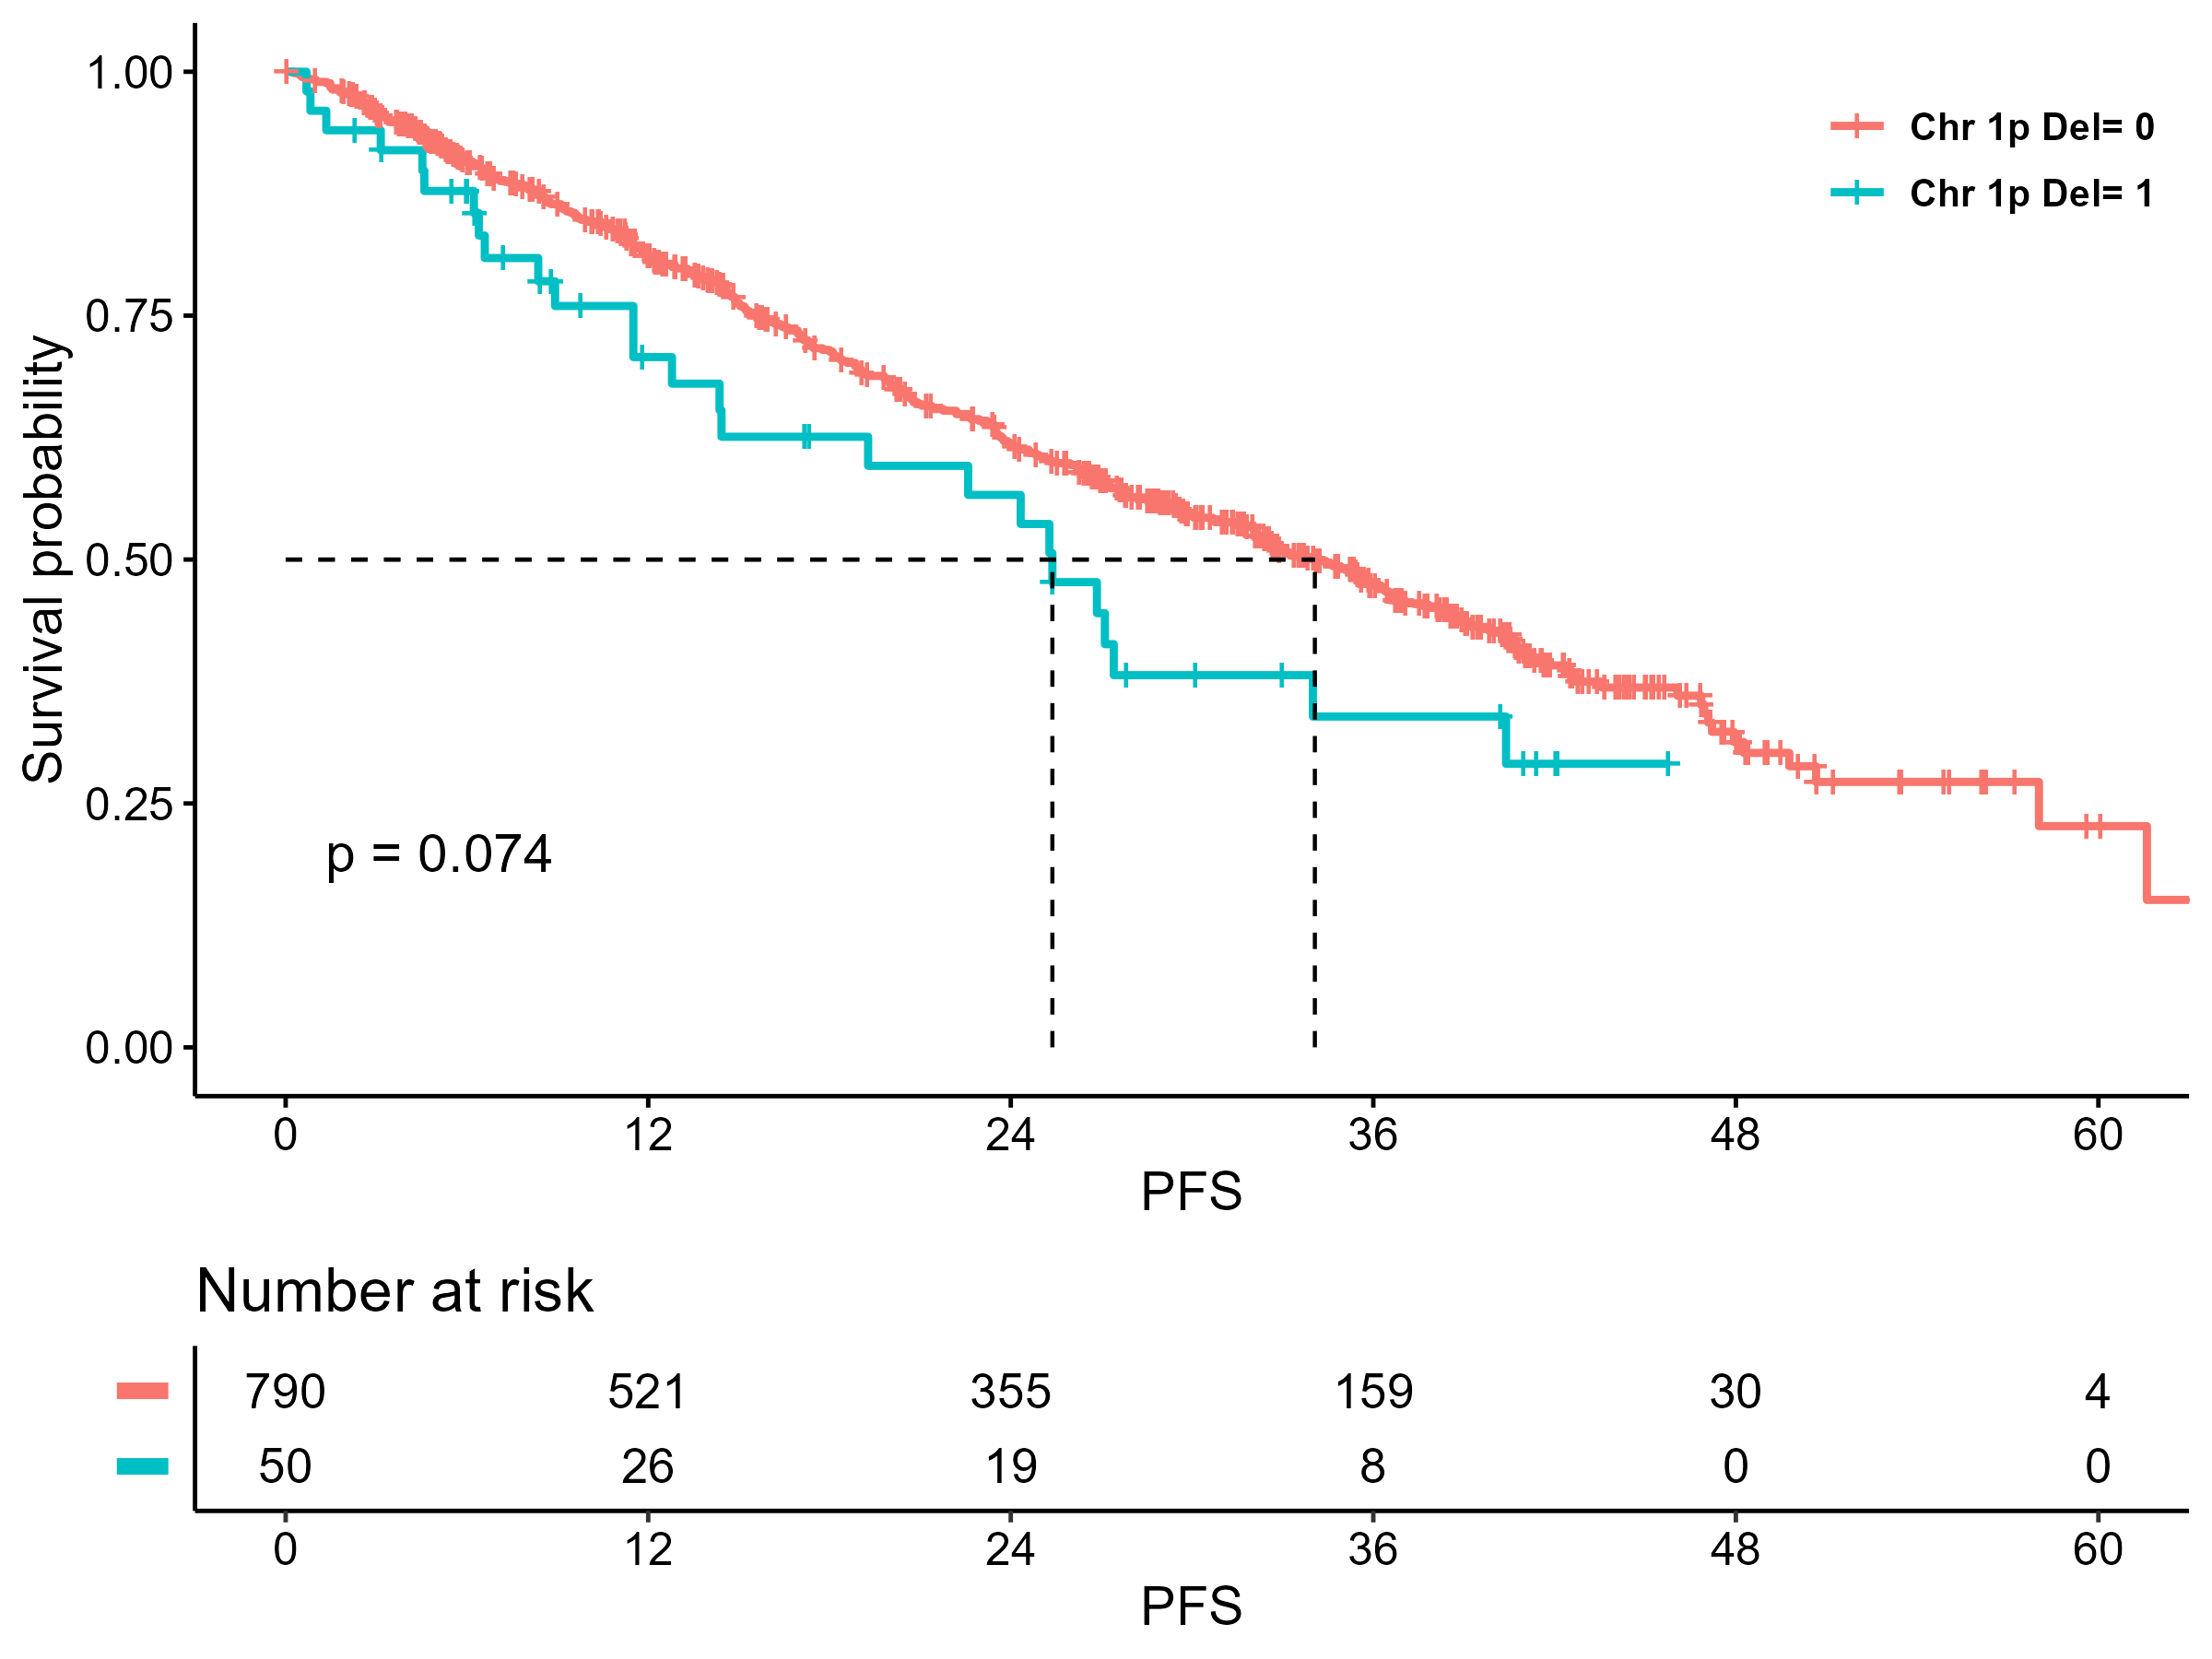 1.00
0.75
0.50
0.25
0.00
Survival probability
Chr 1p Del= 0
Chr 1p Del= 1
p = 0.074
0 12 24 36 48 60
PFS
Number at risk
790 521 355 159 30 4
50 26 19 8 0 0
0 12 24 36 48 60
PFS